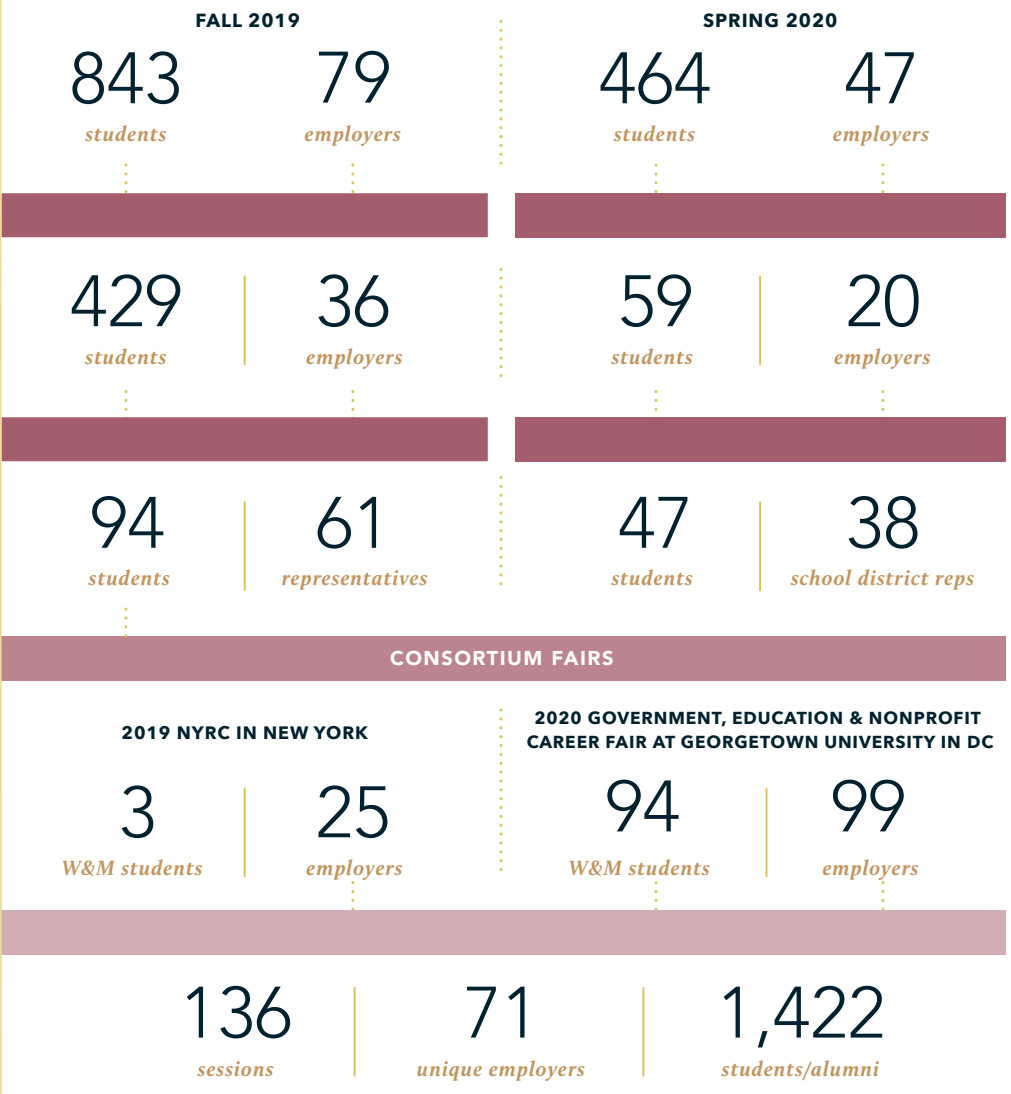 FALL 2019
843
students
79
employers
SPRING 2020
464
students
47
employers
429
students
36
employers
59
students
20
employers
94
students
61
representatives
47
students
38
school district reps
CONSORTIUM FAIRS
2019 NYRC IN NEW YORK
3
W&M students
25
employers
2020 GOVERNMENT, EDUCATION & NONPROFIT
CAREER FAIR AT GEORGETOWN UNIVERSITY IN DC
94
W&M students
99
employers
136
sessions
71
unique employers
1,422
students/alumni